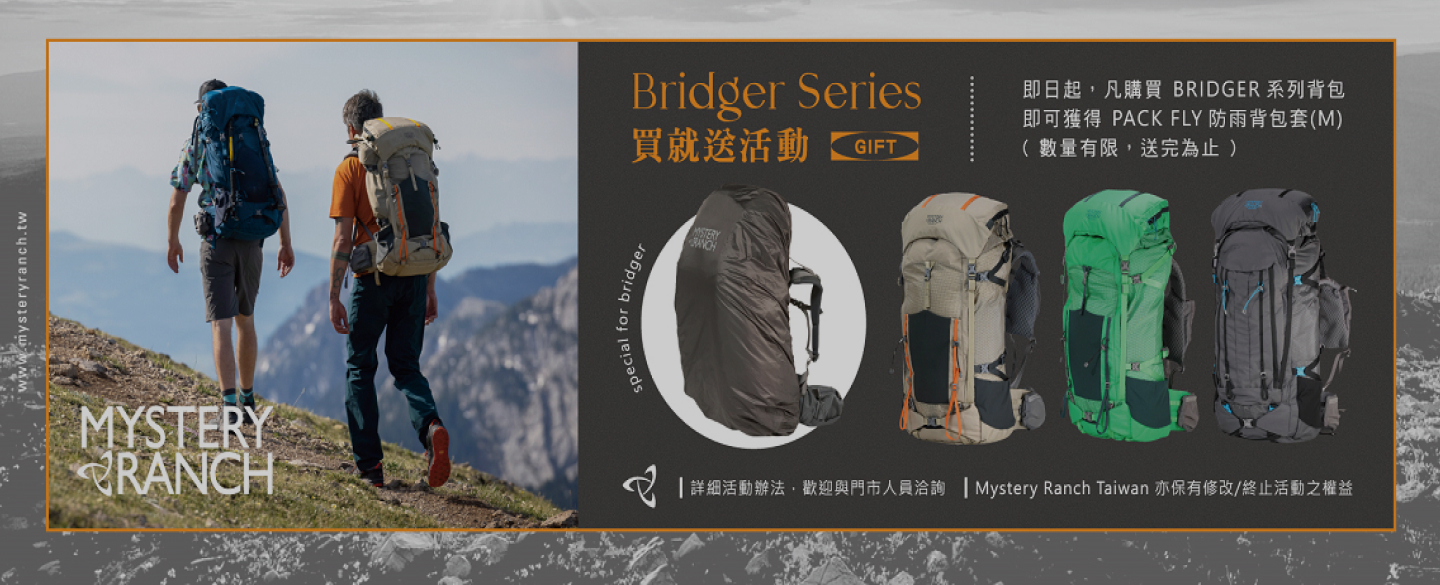 www.mysteryranch.tw
MYSTERY
RANCH
Bridger Series
買就送活動
GIFT
即日起，凡購買 BRIDGER 系列背包
即可獲得 PACK FLY 防雨背包套(M)
( 數量有限，送完為止 )
special for bridger
MYSTERY
RANCH
MYSTERY
RANCH
詳細活動辦法．歡迎與門市人員洽詢
Mystery Ranch Taiwan 亦保有修改/終止活動之權益